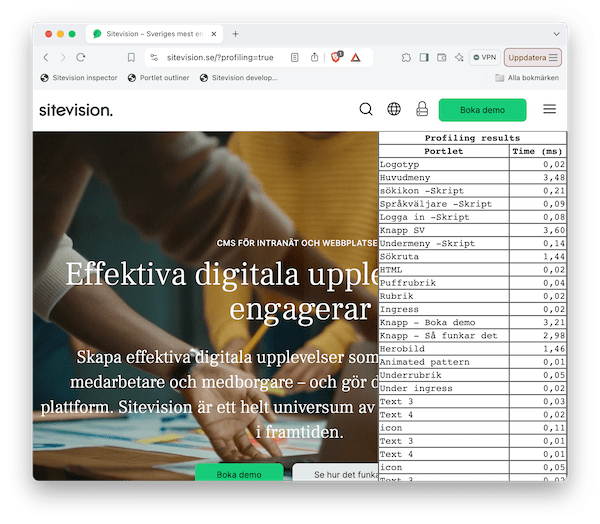 Sitevision – Sveriges mest en
sitevision.se/?profiling=true
1
VPN
Uppdatera
Sitevision inspector
Portlet outliner
Sitevision develop...
Alla bokmärken
sitevision.
Boka demo
CMS FÖR INTRANÄT OCH WEBBPLATSE
Effektiva digitala upple
engagerar
Skapa effektiva digitala upplevelser som
medarbetare och medborgare – och gör d
plattform. Sitevision är ett helt universum av
i framtiden.
Boka demo
Se hur det funka
Profiling results
Portlet Time (ms)
Logotyp 0,02
Huvudmeny 3,48
sökikon -Skript 0,21
Språkväljare -Skript 0,09
Logga in -Skript 0,08
Knapp SV 3,60
Undermeny -Skript 0,14
Sökruta 1,44
HTML 0,02
Puffrubrik 0,04
Rubrik 0,02
Ingress 0,02
Knapp - Boka demo 3,21
Knapp - Så funkar det 2,98
Herobild 1,46
Animated pattern 0,01
Underrubrik 0,05
Under ingress 0,02
Text 3 0,03
Text 4 0,02
icon 0,11
Text 3 0,01
Text 4 0,01
icon 0,05
Text 3